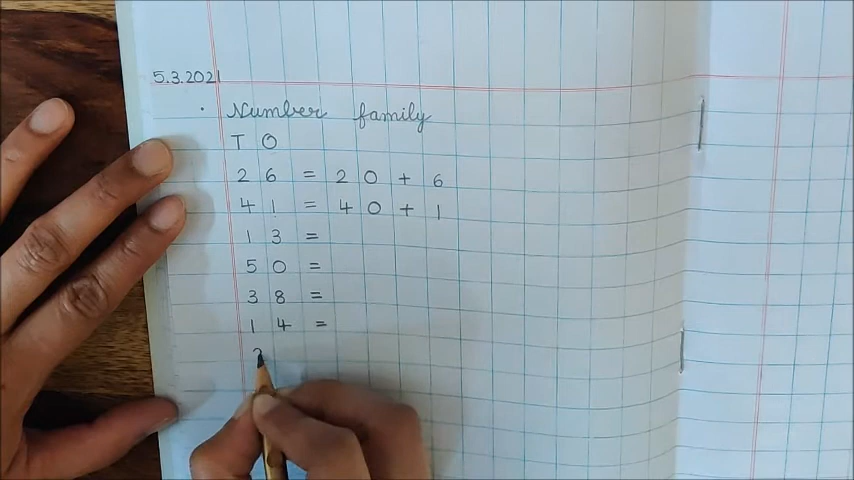 5.3.2021
. Number family
T O
2 6 = 2 0 + 6
4 1 = 4 0 + 1
1 3 =
5 0 =
3 8 =
1 4 =